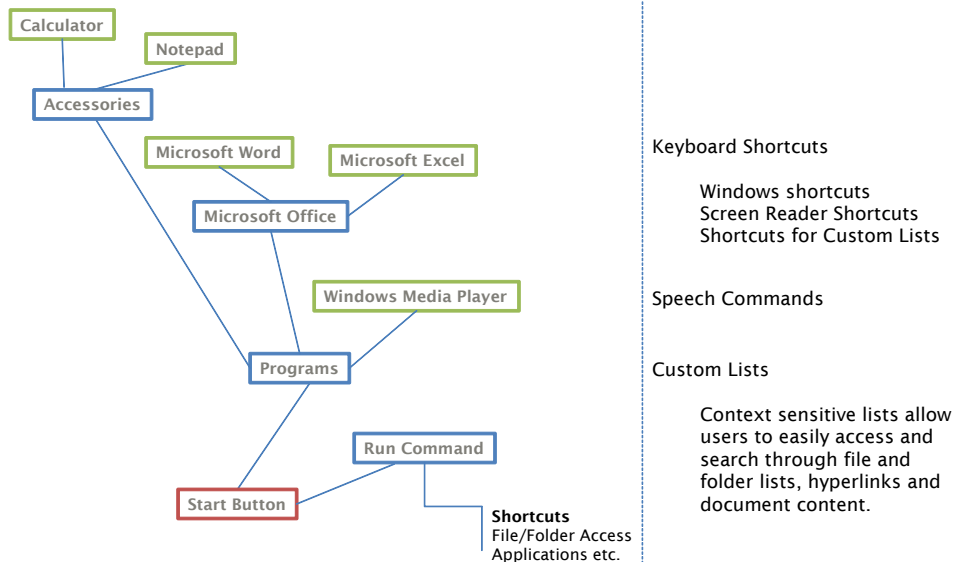 Calculator
Notepad
Accessories
Microsoft Word
Microsoft Excel
Microsoft Office
Windows Media Player
Programs
Run Command
Start Button
Shortcuts
File/Folder Access
Applications etc.
Keyboard Shortcuts
Windows shortcuts
Screen Reader Shortcuts
Shortcuts for Custom Lists
Speech Commands
Custom Lists
Context sensitive lists allow
users to easily access and
search through file and
folder lists, hyperlinks and
document content.